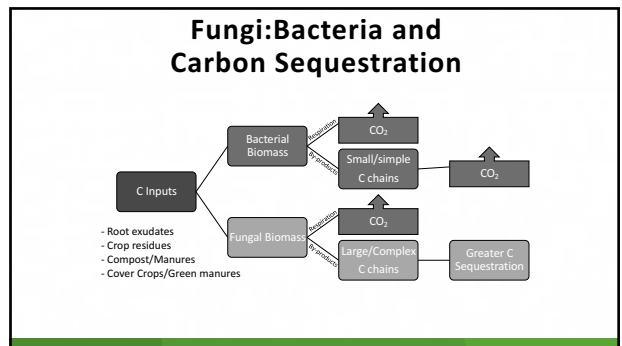 Fungi:Bacteria and
Carbon Sequestration
C Inputs
- Root exudates
- Crop residues
- Compost/Manures
- Cover Crops/Green manures
Bacterial
Biomass
Respiration
CO₂
By-products
Small/simple
C chains
CO₂
Fungal Biomass
Respiration
CO₂
By-products
Large/Complex
C chains
Greater C
Sequestration